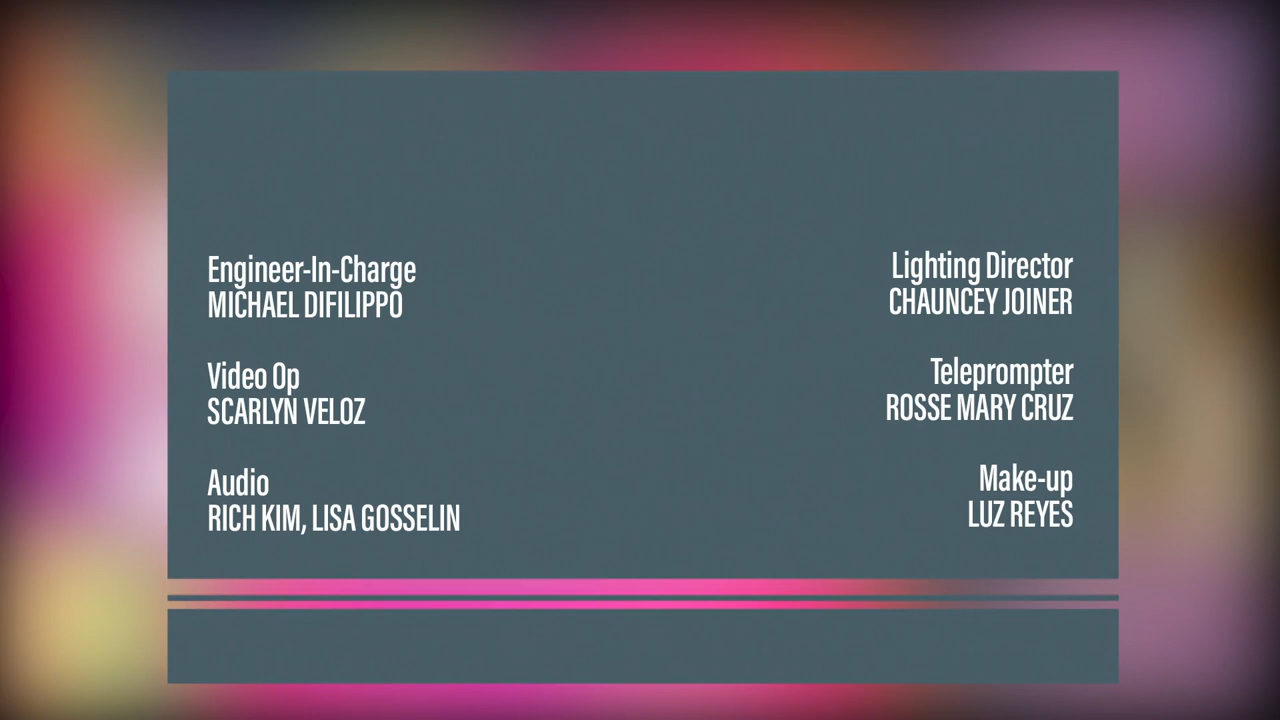 Engineer-In-Charge
MICHAEL DIFILIPPO
Video Op
SCARLYN VELOZ
Audio
RICH KIM, LISA GOSSELIN
Lighting Director
CHAUNCEY JOINER
Teleprompter
ROSSE MARY CRUZ
Make-up
LUZ REYES